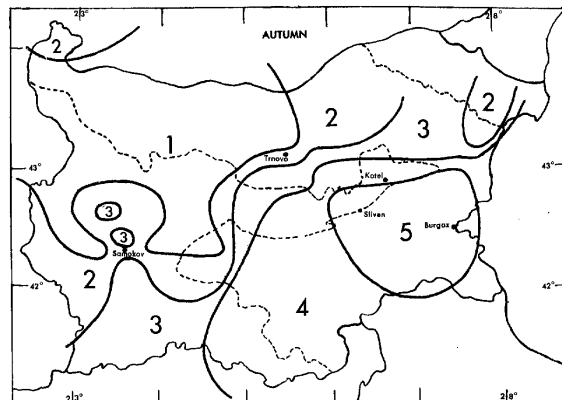 23° 28°
AUTUMN
2
2 3 2
1
Trnovo
43° 43°
Kotel
3
Sliven
5
Burgas
3
Samokov
2
42° 42°
4
3
23° 28°